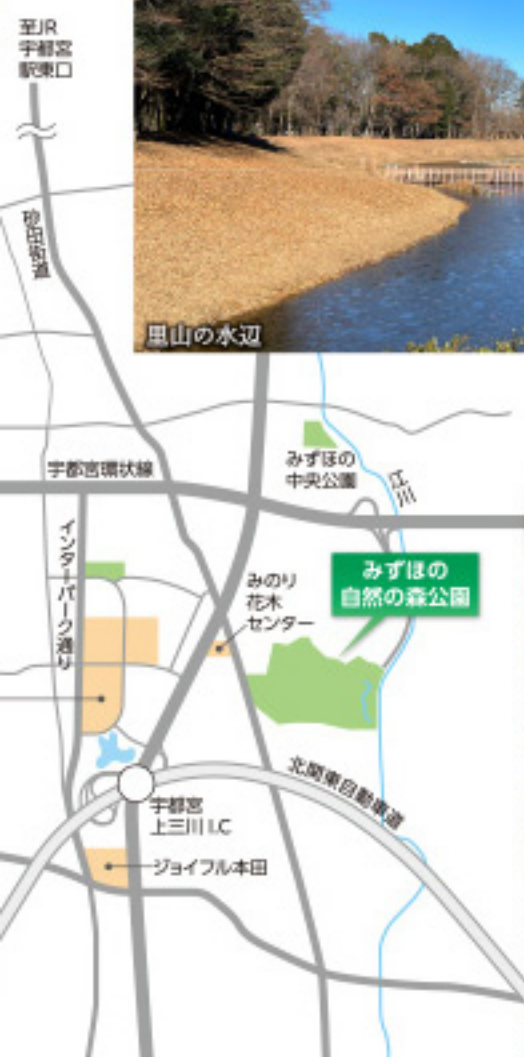 至JR
宇都宮
駅東口
砂田街道
里山の水辺
みずほの
中央公園
宇都宮環状線
江川
インターパーク通り
みのり
花木
センター
みずほの
自然の森公園
北関東自動車道
宇都宮
上三川 I.C
ジョイフル本田